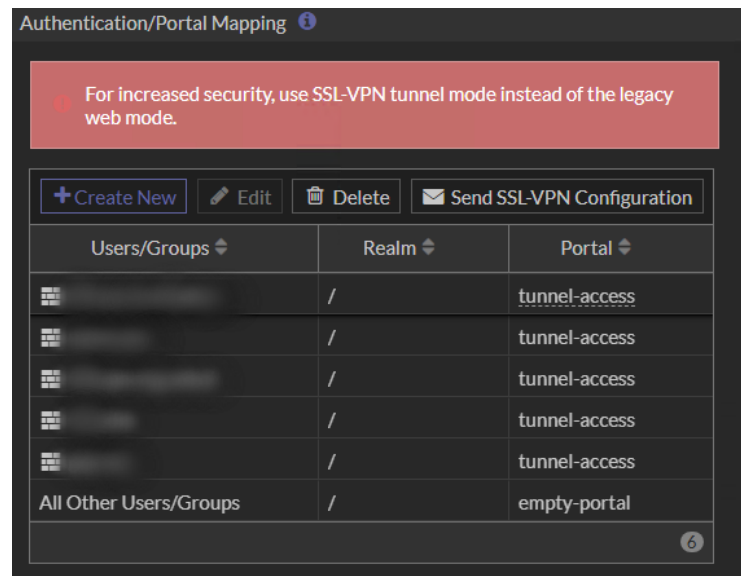 Authentication/Portal Mapping
For increased security, use SSL-VPN tunnel mode instead of the legacy
web mode.
Create New Edit Delete Send SSL-VPN Configuration
Users/Groups Realm Portal
/ tunnel-access
/ tunnel-access
/ tunnel-access
/ tunnel-access
/ tunnel-access
All Other Users/Groups / empty-portal
6